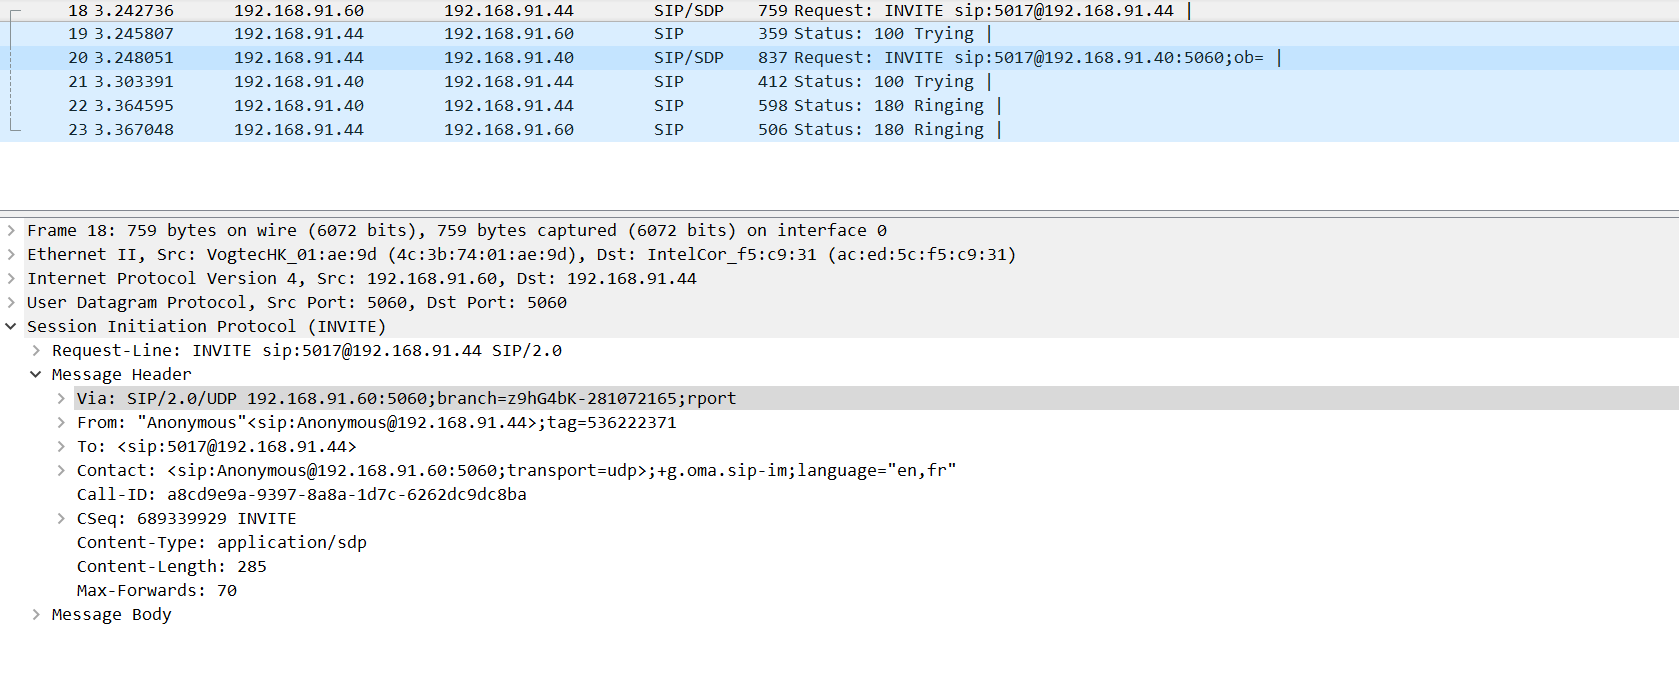 18 3.242736 192.168.91.60 192.168.91.44 SIP/SDP 759 Request: INVITE sip:5017@192.168.91.44 |
19 3.245807 192.168.91.44 192.168.91.60 SIP 359 Status: 100 Trying |
20 3.248051 192.168.91.44 192.168.91.40 SIP/SDP 837 Request: INVITE sip:5017@192.168.91.40:5060;ob= |
21 3.303391 192.168.91.40 192.168.91.44 SIP 412 Status: 100 Trying |
22 3.364595 192.168.91.40 192.168.91.44 SIP 598 Status: 180 Ringing |
23 3.367048 192.168.91.44 192.168.91.60 SIP 506 Status: 180 Ringing |
Frame 18: 759 bytes on wire (6072 bits), 759 bytes captured (6072 bits) on interface 0
Ethernet II, Src: VogtecHK_01:ae:9d (4c:3b:74:01:ae:9d), Dst: IntelCor_f5:c9:31 (ac:ed:5c:f5:c9:31)
Internet Protocol Version 4, Src: 192.168.91.60, Dst: 192.168.91.44
User Datagram Protocol, Src Port: 5060, Dst Port: 5060
Session Initiation Protocol (INVITE)
Request-Line: INVITE sip:5017@192.168.91.44 SIP/2.0
Message Header
Via: SIP/2.0/UDP 192.168.91.60:5060;branch=z9hG4bK-281072165;rport
From: "Anonymous"<sip:Anonymous@192.168.91.44>;tag=536222371
To: <sip:5017@192.168.91.44>
Contact: <sip:Anonymous@192.168.91.60:5060;transport=udp>;+g.oma.sip-im;language="en,fr"
Call-ID: a8cd9e9a-9397-8a8a-1d7c-6262dc9dc8ba
CSeq: 689339929 INVITE
Content-Type: application/sdp
Content-Length: 285
Max-Forwards: 70
Message Body